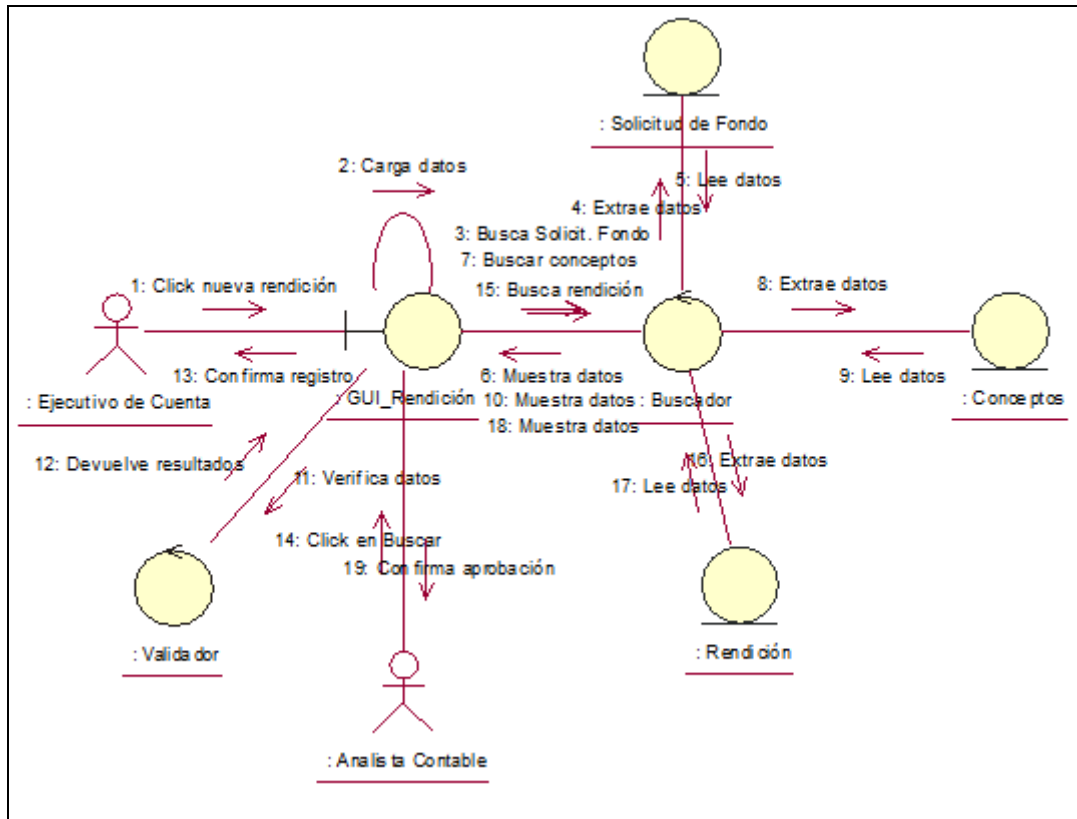 : Solicitud de Fondo
2: Carga datos
5: Lee datos
4: Extrae datos
3: Busca Solicit. Fondo
7: Buscar conceptos
1: Click nueva rendición
15: Busca rendición
8: Extrae datos
13: Confirma registro
6: Muestra datos
9: Lee datos
: Ejecutivo de Cuenta
GUI_Rendición
10: Muestra datos
: Buscador
: Conceptos
18: Muestra datos
12: Devuelve resultados
11: Verifica datos
16: Extrae datos
17: Lee datos
14: Click en Buscar
19: Confirma aprobación
: Validador
: Rendición
: Analista Contable